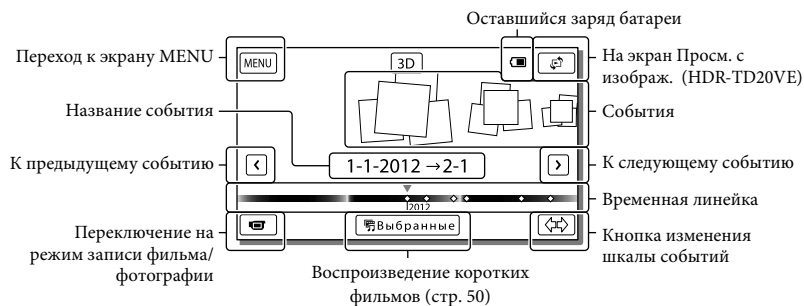 Оставшийся заряд батареи
Переход к экрану MENU
MENU
3D
На экран Просм. с
изображ. (HDR-TD20VE)
Название события
События
К предыдущему событию
1-1-2012 →2-1
К следующему событию
2012
Временная линейка
Переключение на
режим записи фильма/
фотографии
Выбранные
Кнопка изменения
шкалы событий
Воспроизведение коротких
фильмов (стр. 50)